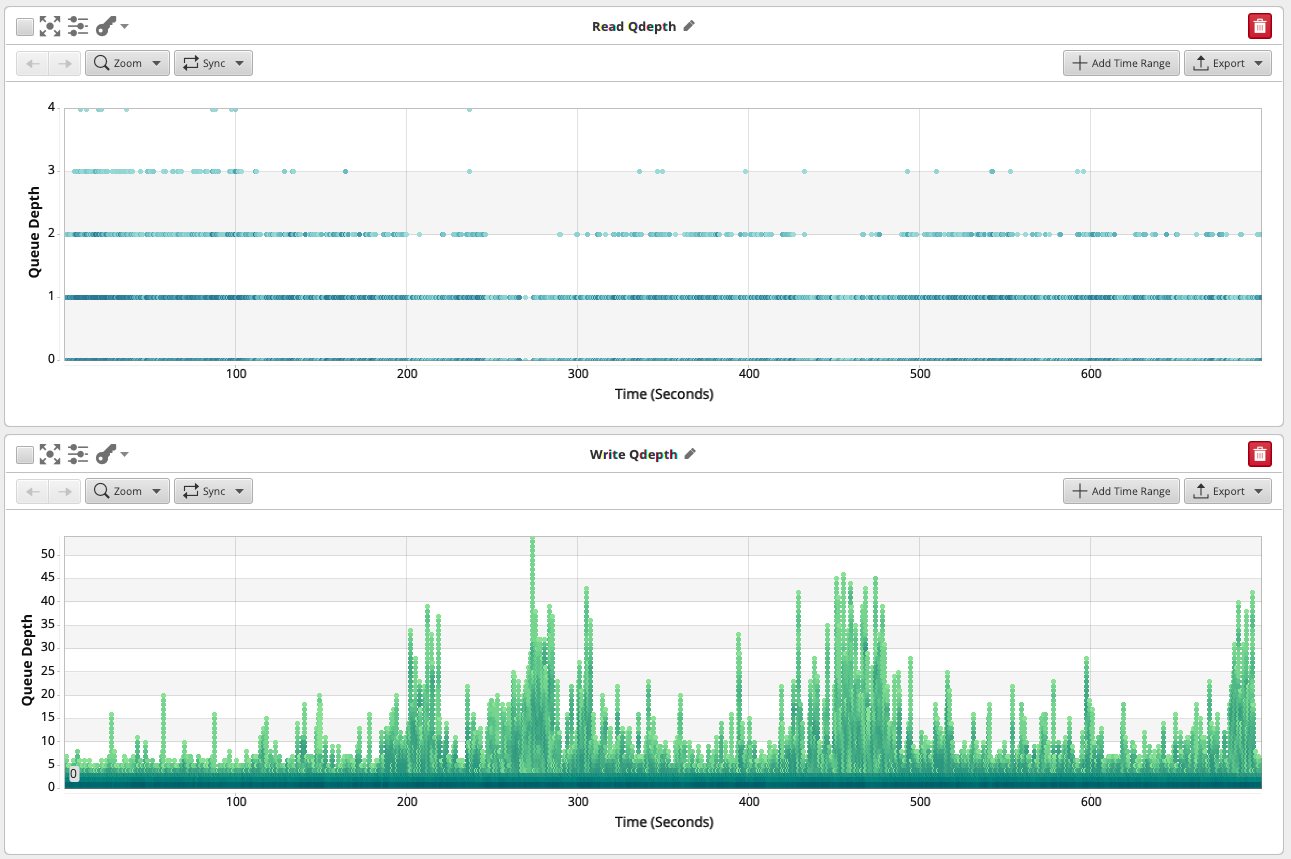 Read Qdepth
Zoom Sync Add Time Range Export
4
3
2
1
0
Queue Depth
100 200 300 400 500 600
Time (Seconds)
Write Qdepth
Zoom Sync Add Time Range Export
50
45
40
35
30
25
20
15
10
5
0
0
Queue Depth
100 200 300 400 500 600
Time (Seconds)